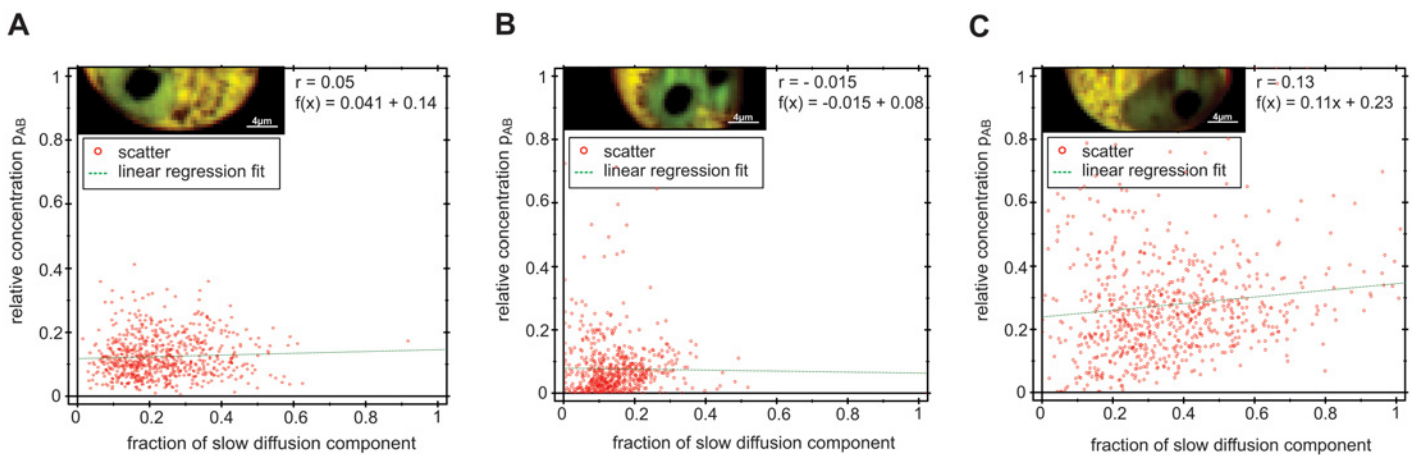 A
B
C
4μm
r = 0.05
f(x) = 0.041 + 0.14
scatter
linear regression fit
relative concentration pAB
1
0.8
0.6
0.4
0.2
0
0
0.2
0.4
0.6
0.8
1
fraction of slow diffusion component
4μm
r = - 0.015
f(x) = -0.015 + 0.08
scatter
linear regression fit
relative concentration pAB
1
0.8
0.6
0.4
0.2
0
0
0.2
0.4
0.6
0.8
1
fraction of slow diffusion component
4μm
r = 0.13
f(x) = 0.11x + 0.23
scatter
linear regression fit
relative concentration pAB
1
0.8
0.6
0.4
0.2
0
0
0.2
0.4
0.6
0.8
1
fraction of slow diffusion component